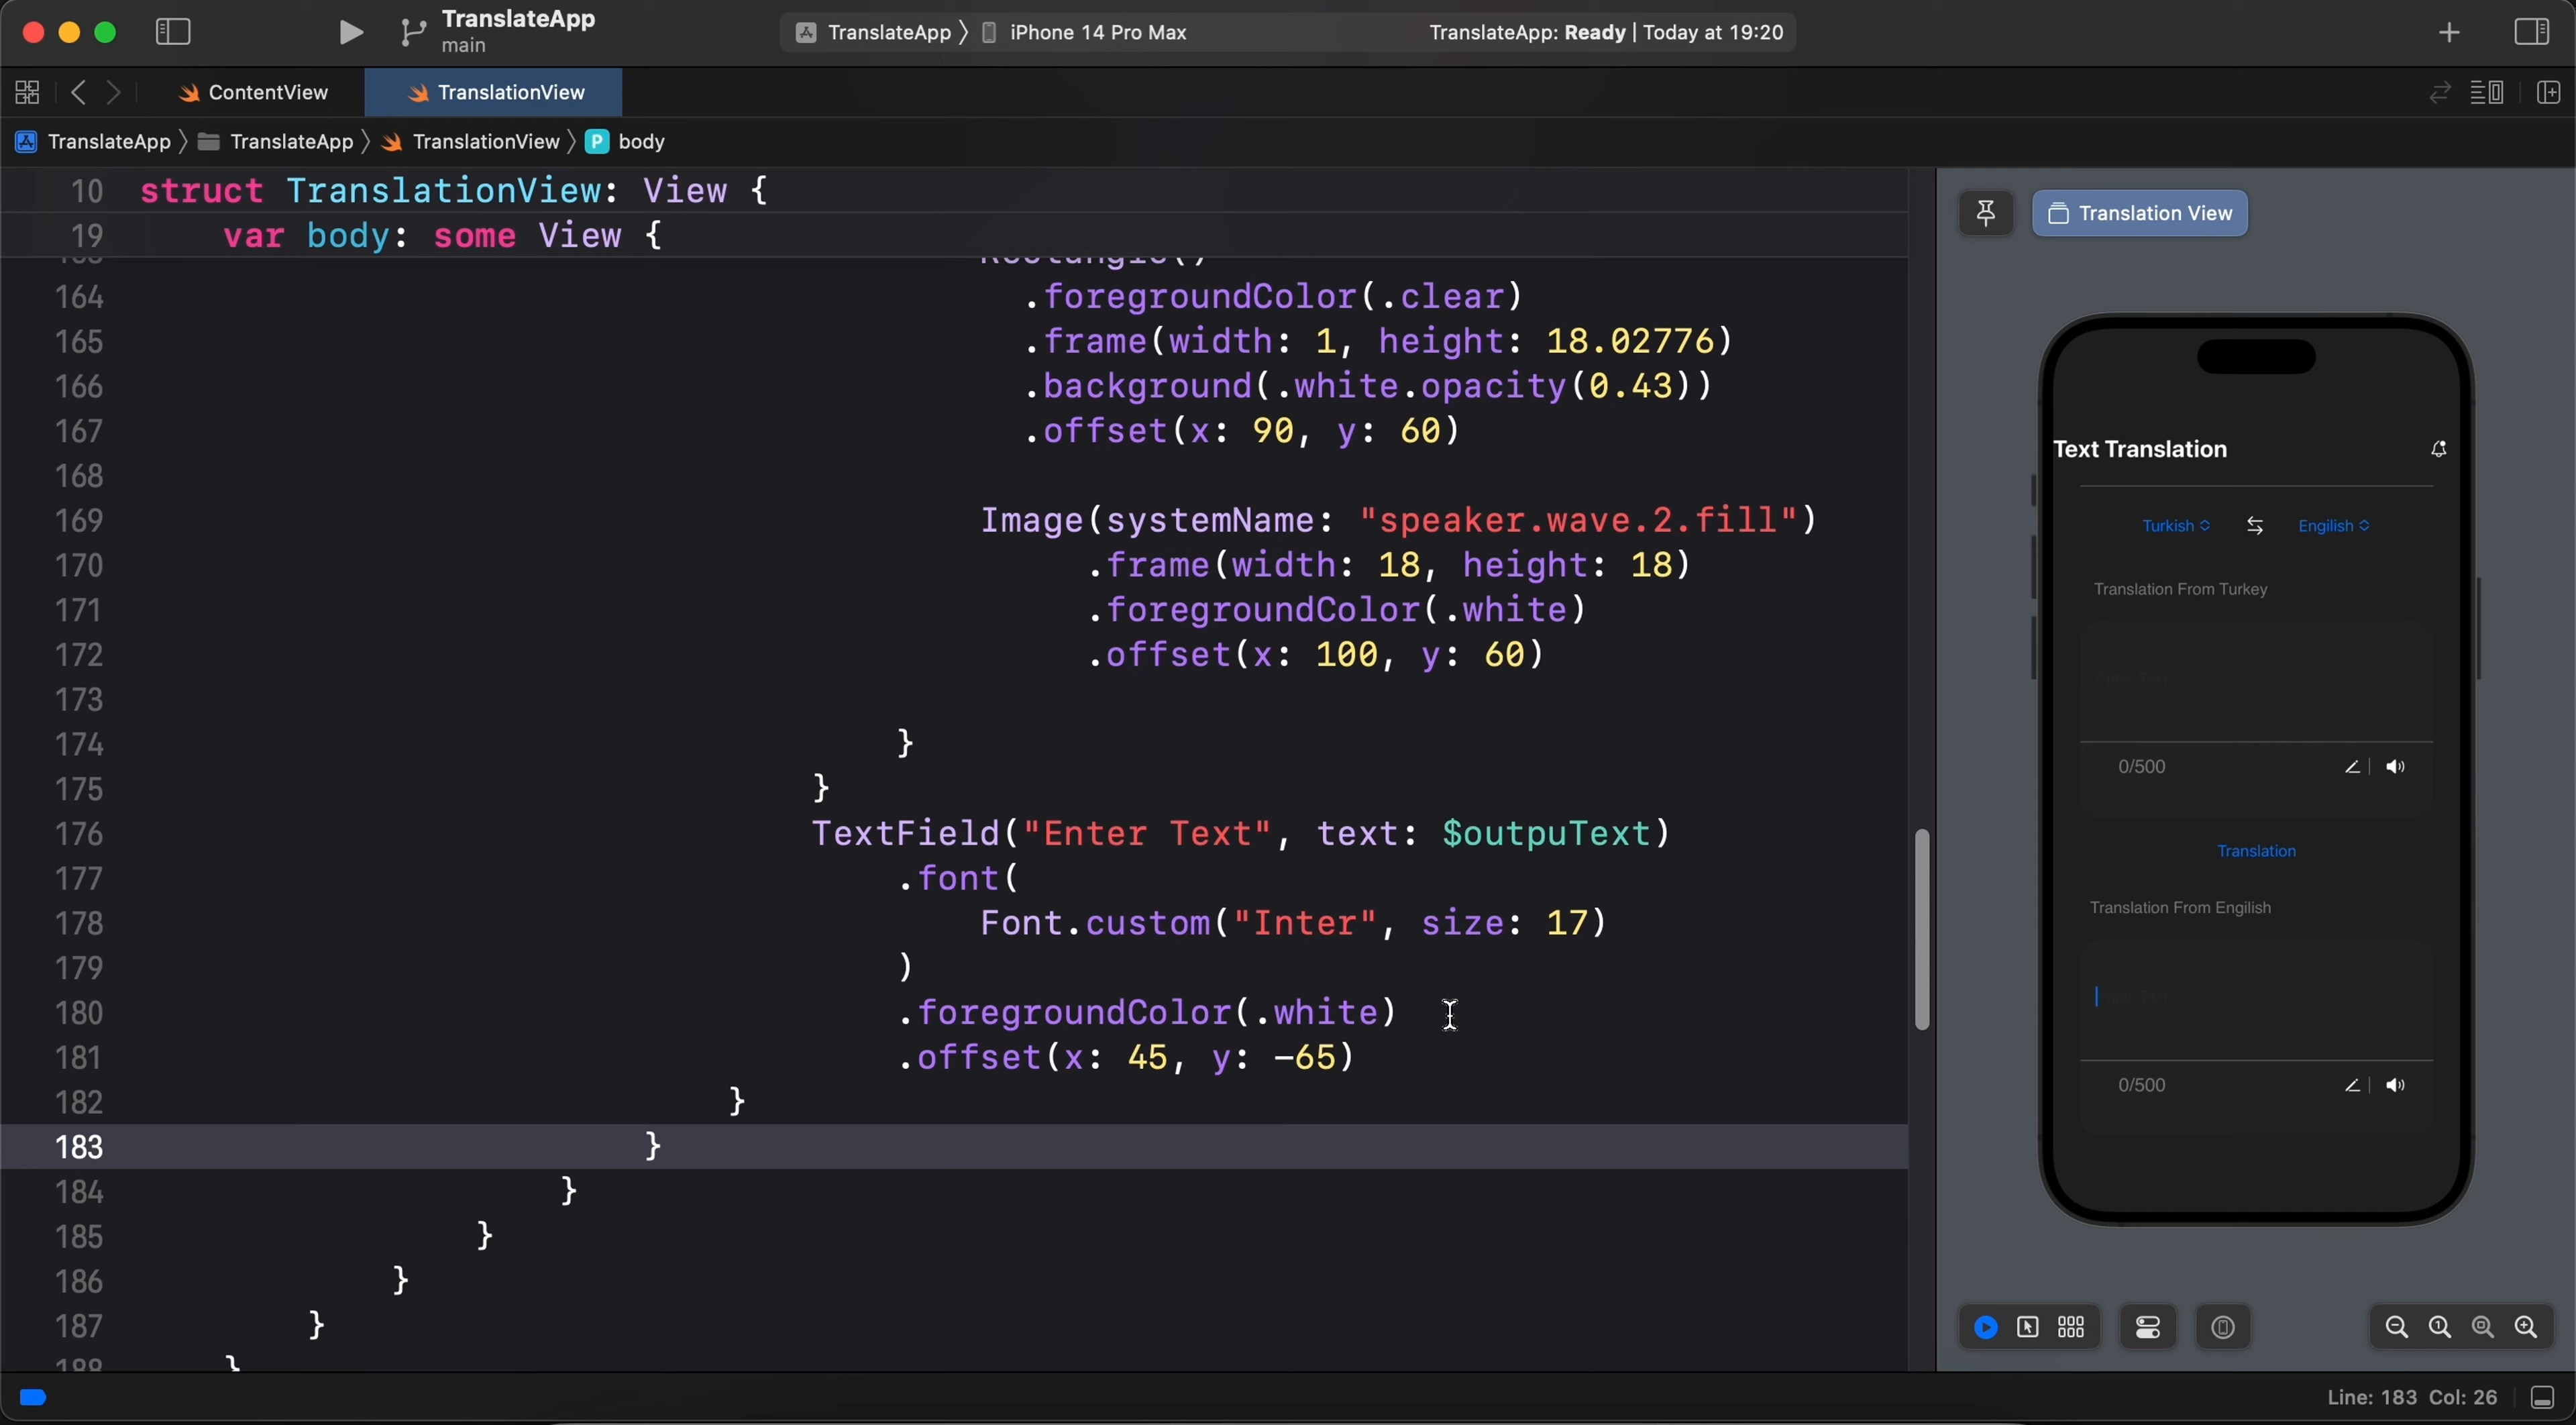 TranslateApp
main
TranslateApp 〉 iPhone 14 Pro Max
TranslateApp: Ready | Today at 19:20
ContentView
TranslationView
TranslateApp 〉 TranslateApp 〉 TranslationView 〉 P body
10 struct TranslationView: View {
19 var body: some View {
Rectangle()
164 .foregroundColor(.clear)
165 .frame(width: 1, height: 18.02776)
166 .background(.white.opacity(0.43))
167 .offset(x: 90, y: 60)
168
169 Image(systemName: "speaker.wave.2.fill")
170 .frame(width: 18, height: 18)
171 .foregroundColor(.white)
172 .offset(x: 100, y: 60)
173
174 }
175 }
176 TextField("Enter Text", text: $outpuText)
177 .font(
178 Font.custom("Inter", size: 17)
179 )
180 .foregroundColor(.white)
181 .offset(x: 45, y: -65)
182 }
183 }
184 }
185 }
186 }
187 }
188 }
Translation View
Text Translation
Turkish
Engilish
Translation From Turkey
0/500
Translation
Translation From Engilish
0/500
Line: 183 Col: 26